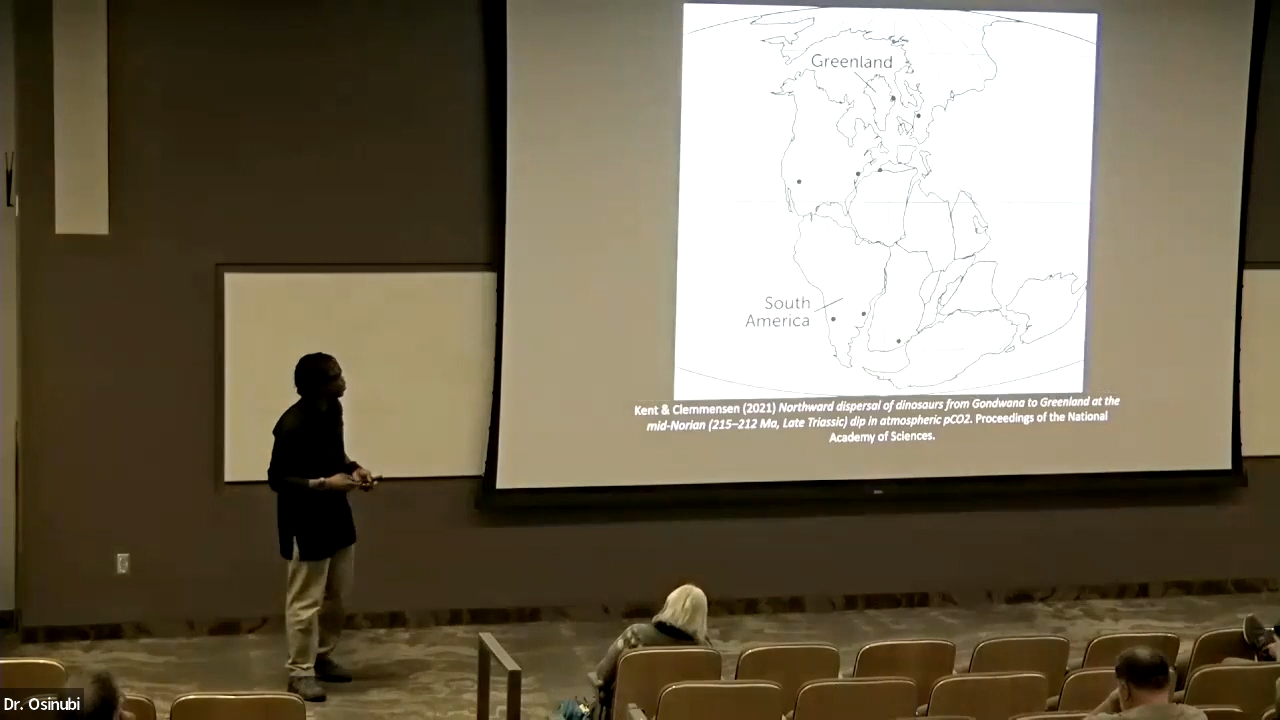 Greenland
South
America
Kent & Clemmensen (2021) Northward dispersal of dinosaurs from Gondwana to Greenland at the
mid-Norian (215–212 Ma, Late Triassic) dip in atmospheric pCO2. Proceedings of the National
Academy of Sciences.
Dr. Osinubi